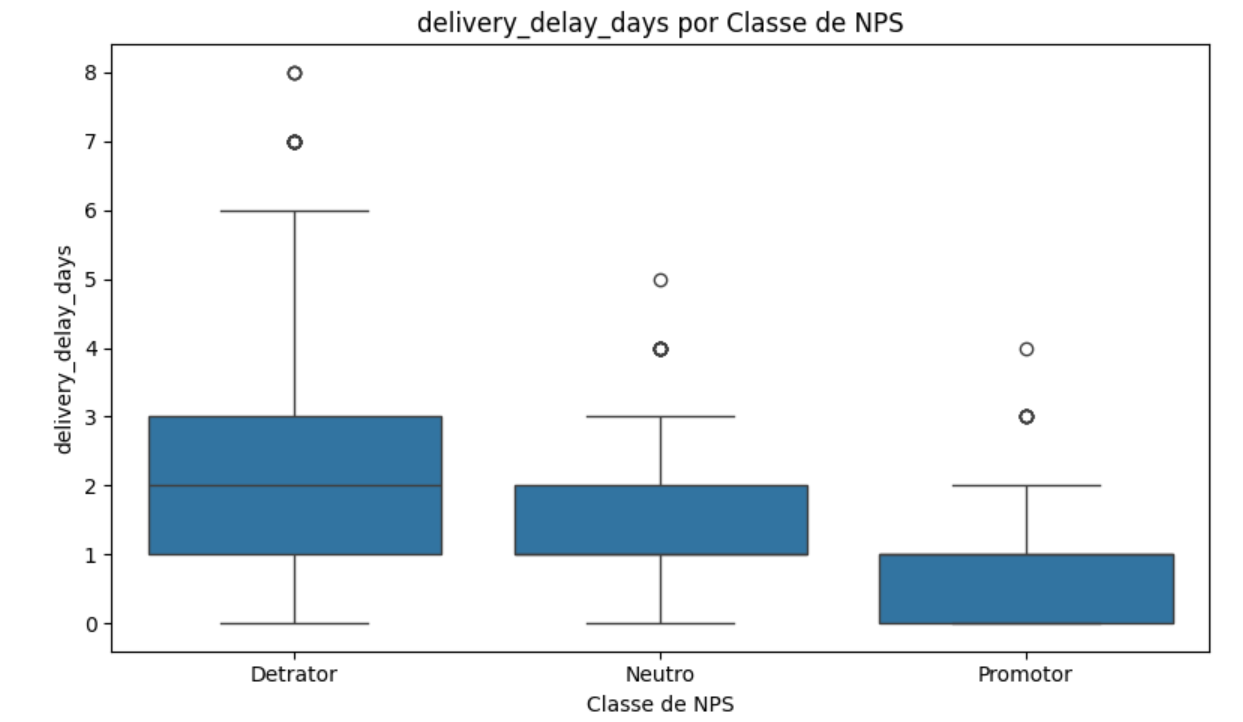 delivery_delay_days por Classe de NPS
delivery_delay_days
8
7
6
5
4
3
2
1
0
Detrator
Neutro
Promotor
Classe de NPS